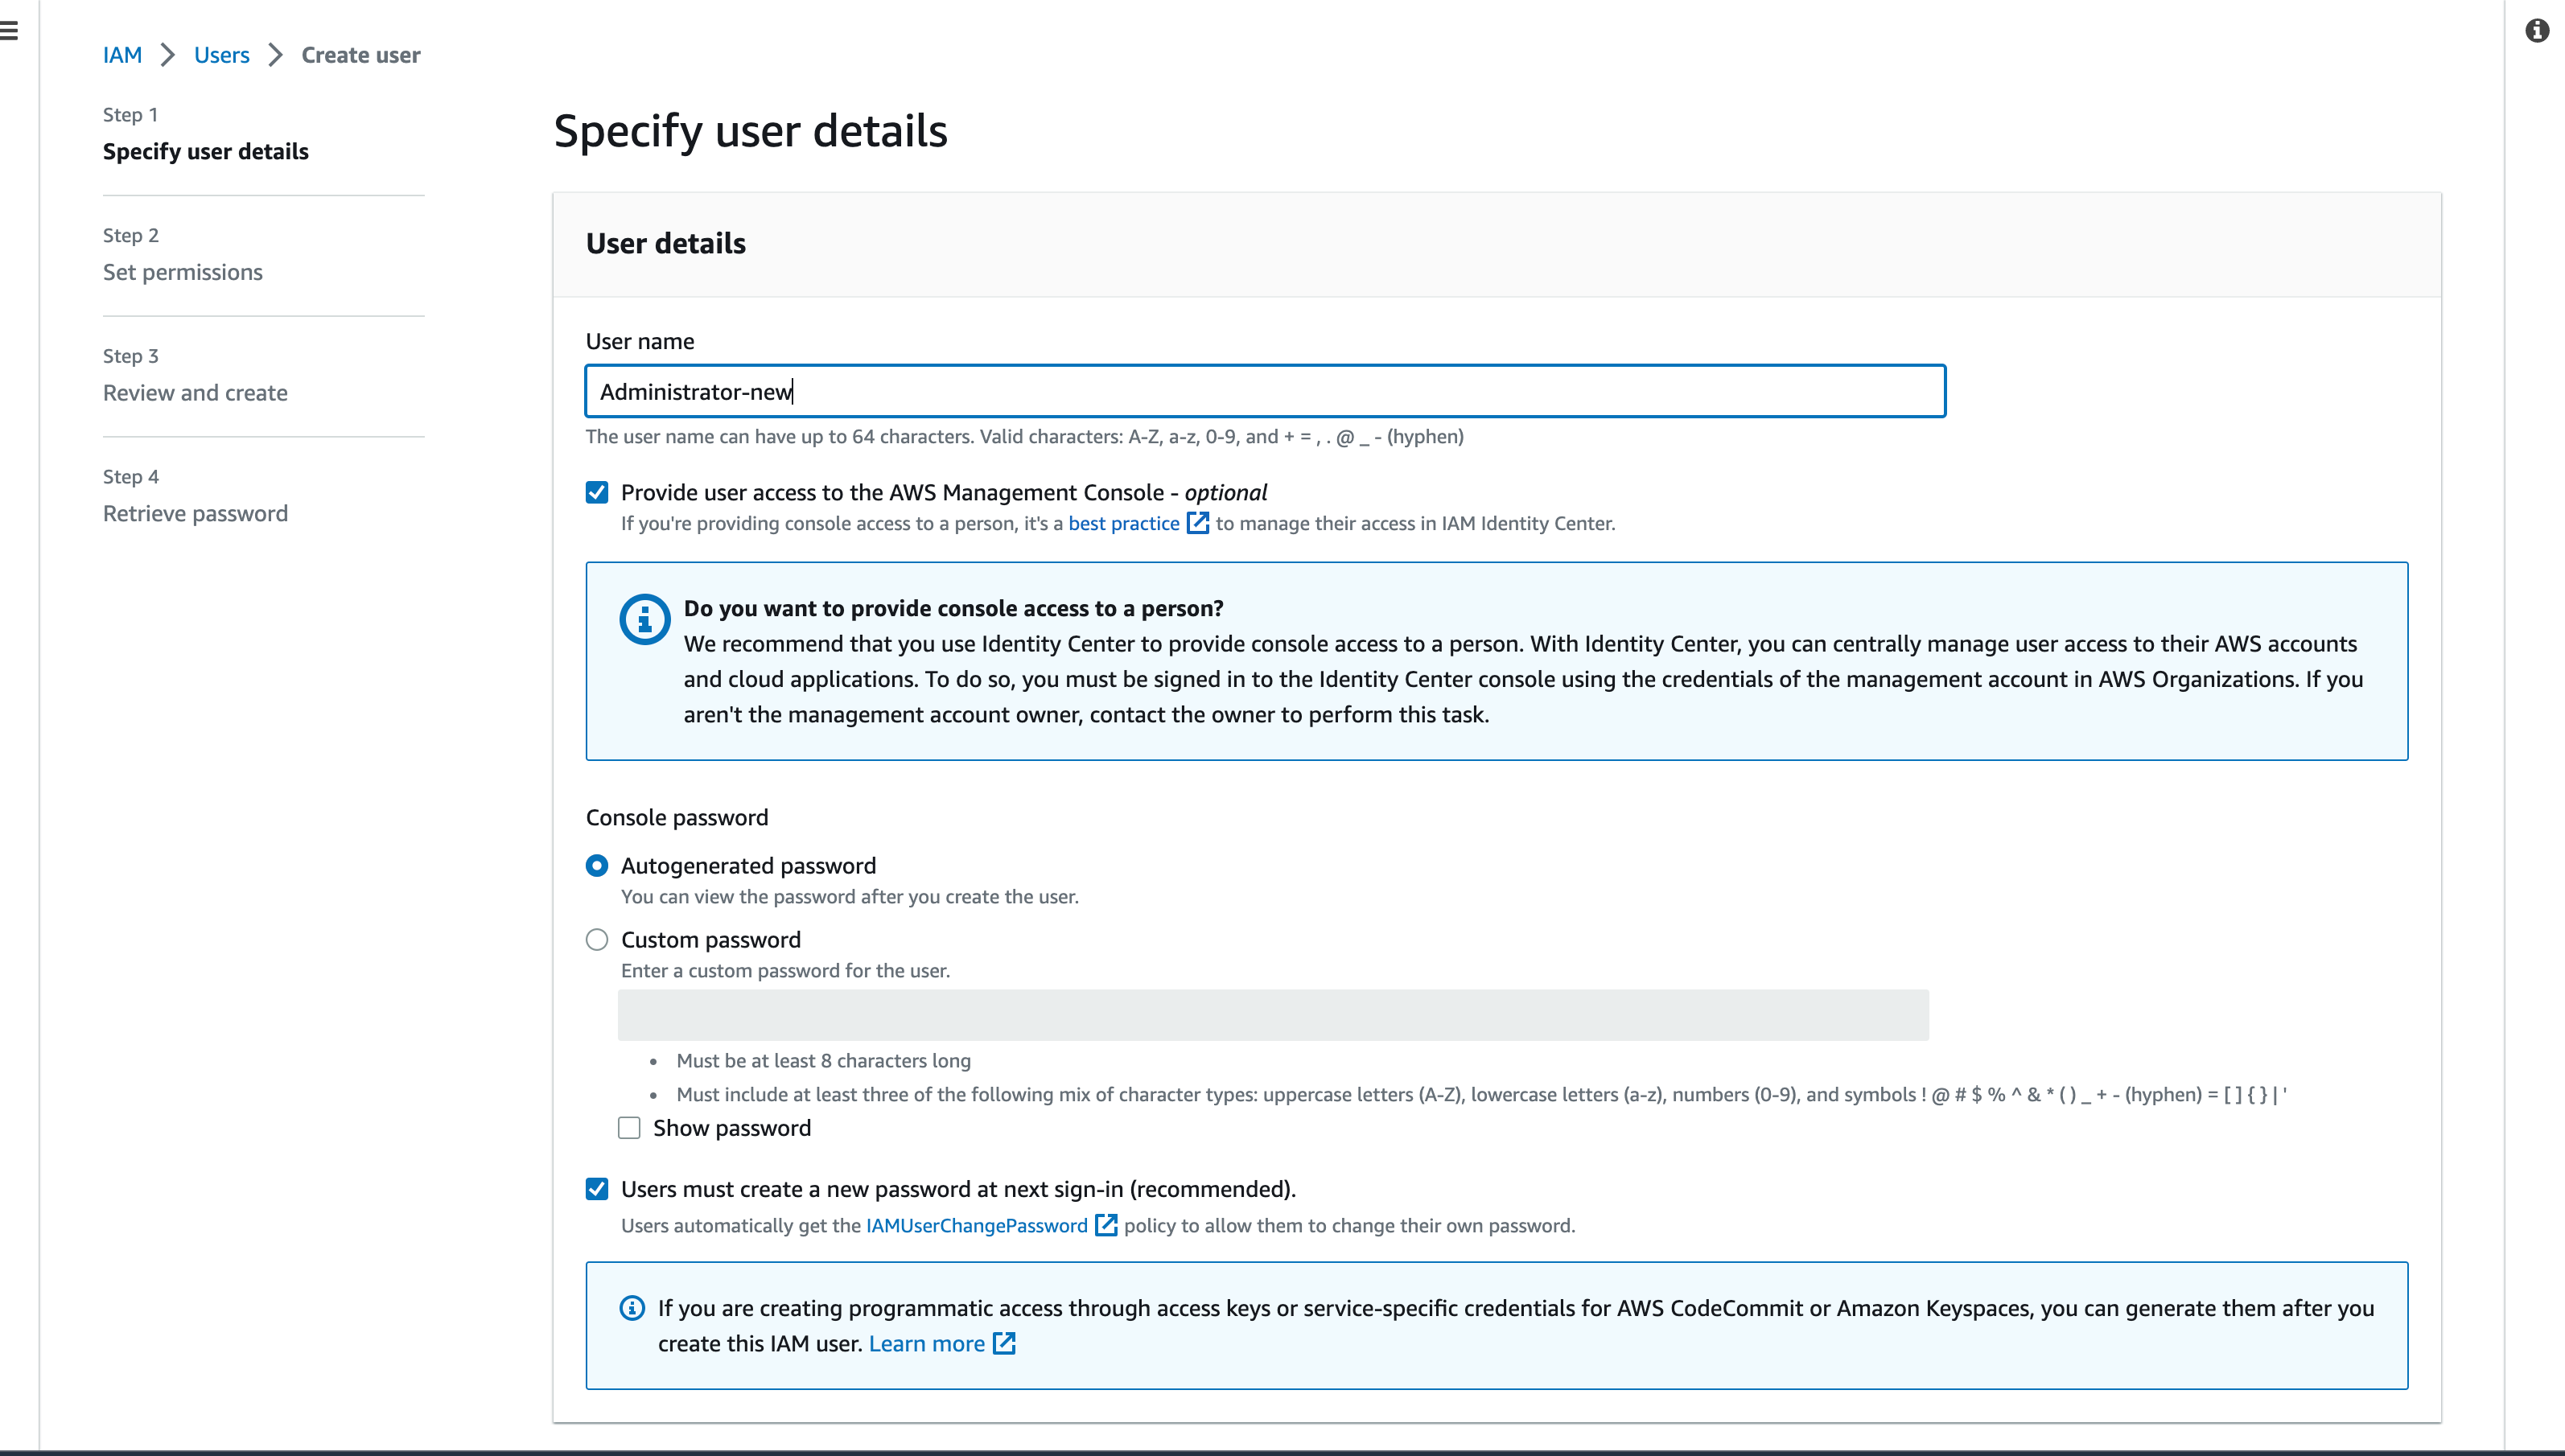 IAM > Users > Create user
Step 1
Specify user details
Step 2
Set permissions
Step 3
Review and create
Step 4
Retrieve password
Specify user details
User details
User name
Administrator-new
The user name can have up to 64 characters. Valid characters: A-Z, a-z, 0-9, and + = , . @ _ - (hyphen)
Provide user access to the AWS Management Console - optional
If you're providing console access to a person, it's a best practice to manage their access in IAM Identity Center.
Do you want to provide console access to a person?
We recommend that you use Identity Center to provide console access to a person. With Identity Center, you can centrally manage user access to their AWS accounts
and cloud applications. To do so, you must be signed in to the Identity Center console using the credentials of the management account in AWS Organizations. If you
aren't the management account owner, contact the owner to perform this task.
Console password
Autogenerated password
You can view the password after you create the user.
Custom password
Enter a custom password for the user.
• Must be at least 8 characters long
• Must include at least three of the following mix of character types: uppercase letters (A-Z), lowercase letters (a-z), numbers (0-9), and symbols ! @ # $ % ^ & * ( ) _ + - (hyphen) = [ ] { } | '
Show password
Users must create a new password at next sign-in (recommended).
Users automatically get the IAMUserChangePassword policy to allow them to change their own password.
If you are creating programmatic access through access keys or service-specific credentials for AWS CodeCommit or Amazon Keyspaces, you can generate them after you
create this IAM user. Learn more